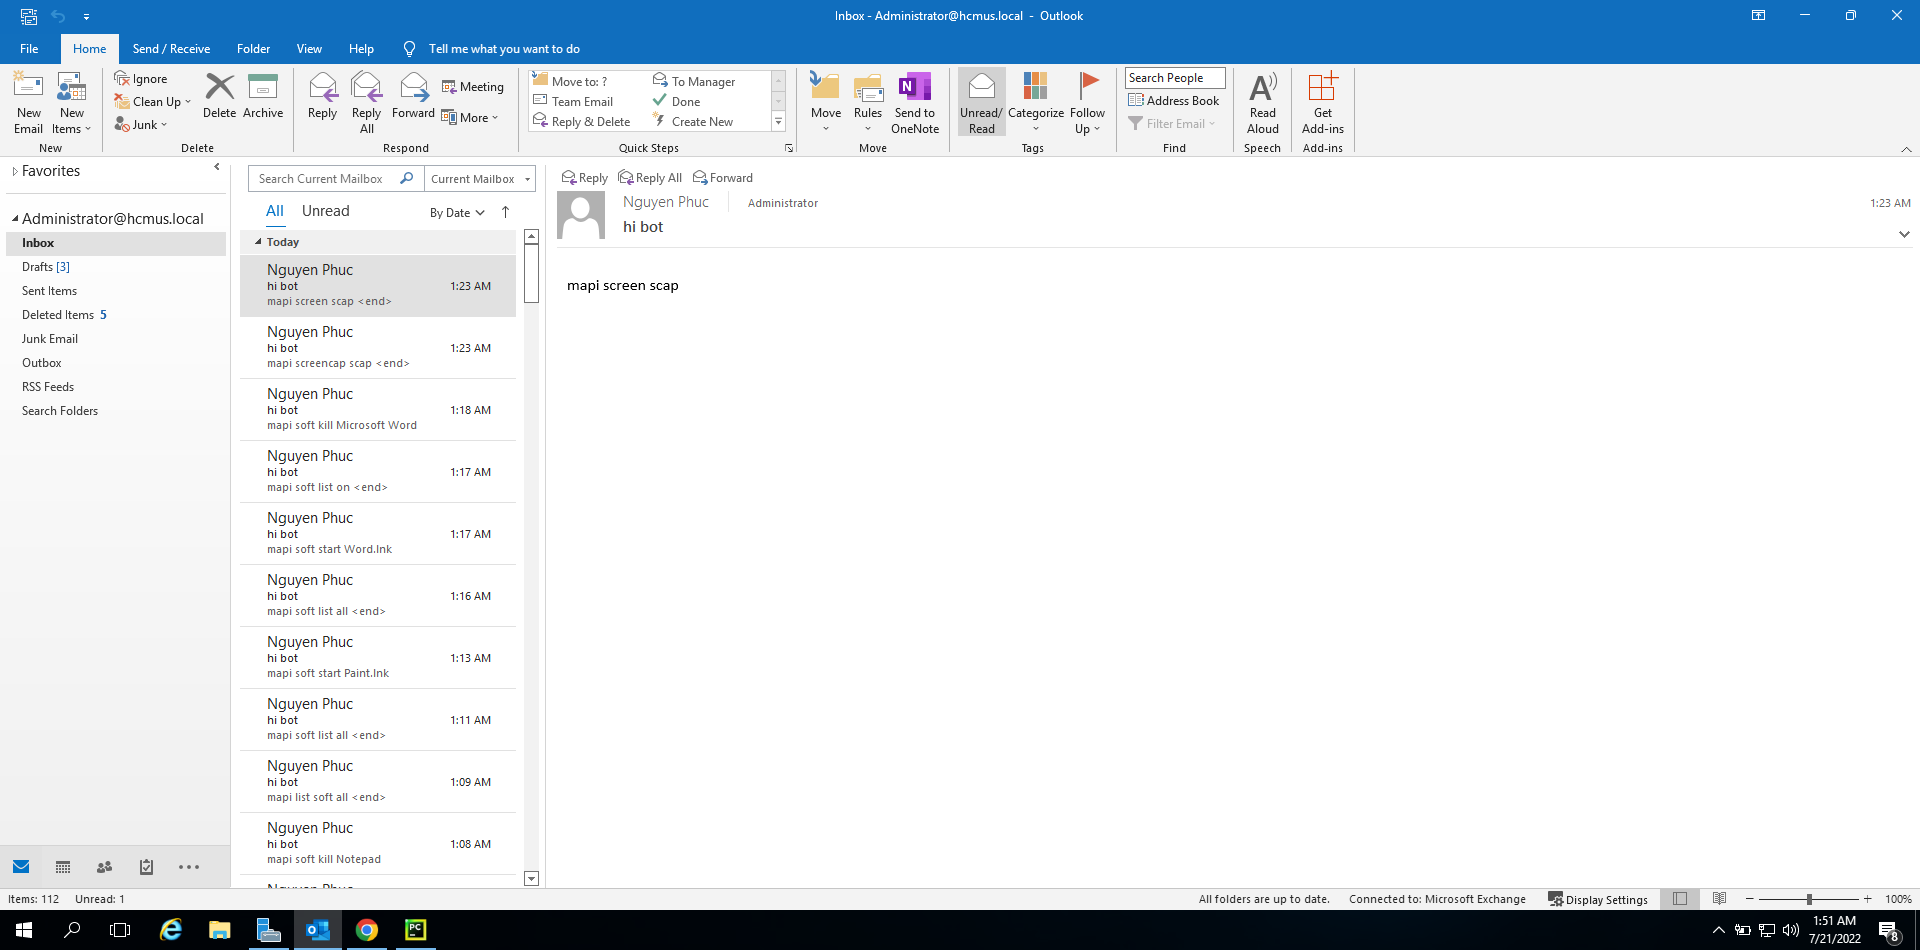 Inbox - Administrator@hcmus.local - Outlook
File Home Send / Receive Folder View Help Tell me what you want to do
New Email
New Items
New
Ignore
Clean Up
Junk
Delete
Archive
Delete
Reply
Reply All
Forward
Meeting
More
Respond
Move to: ?
Team Email
Reply & Delete
To Manager
Done
Create New
Quick Steps
Move
Rules
Send to OneNote
Move
Unread/ Read
Categorize
Follow Up
Tags
Search People
Address Book
Filter Email
Find
Read Aloud
Speech
Get Add-ins
Add-ins
Favorites
Administrator@hcmus.local
Inbox
Drafts [3]
Sent Items
Deleted Items 5
Junk Email
Outbox
RSS Feeds
Search Folders
Search Current Mailbox
Current Mailbox
All Unread
By Date
Today
Nguyen Phuc
hi bot 1:23 AM
mapi screen scap <end>
Nguyen Phuc
hi bot 1:23 AM
mapi screencap scap <end>
Nguyen Phuc
hi bot 1:18 AM
mapi soft kill Microsoft Word
Nguyen Phuc
hi bot 1:17 AM
mapi soft list on <end>
Nguyen Phuc
hi bot 1:17 AM
mapi soft start Word.lnk
Nguyen Phuc
hi bot 1:16 AM
mapi soft list all <end>
Nguyen Phuc
hi bot 1:13 AM
mapi soft start Paint.lnk
Nguyen Phuc
hi bot 1:11 AM
mapi soft list all <end>
Nguyen Phuc
hi bot 1:09 AM
mapi list soft all <end>
Nguyen Phuc
hi bot 1:08 AM
mapi soft kill Notepad
Nguyen Phuc
Reply Reply All Forward
Nguyen Phuc Administrator
1:23 AM
hi bot
mapi screen scap
Items: 112 Unread: 1
All folders are up to date. Connected to: Microsoft Exchange Display Settings 100%
PC
1:51 AM
7/21/2022
8